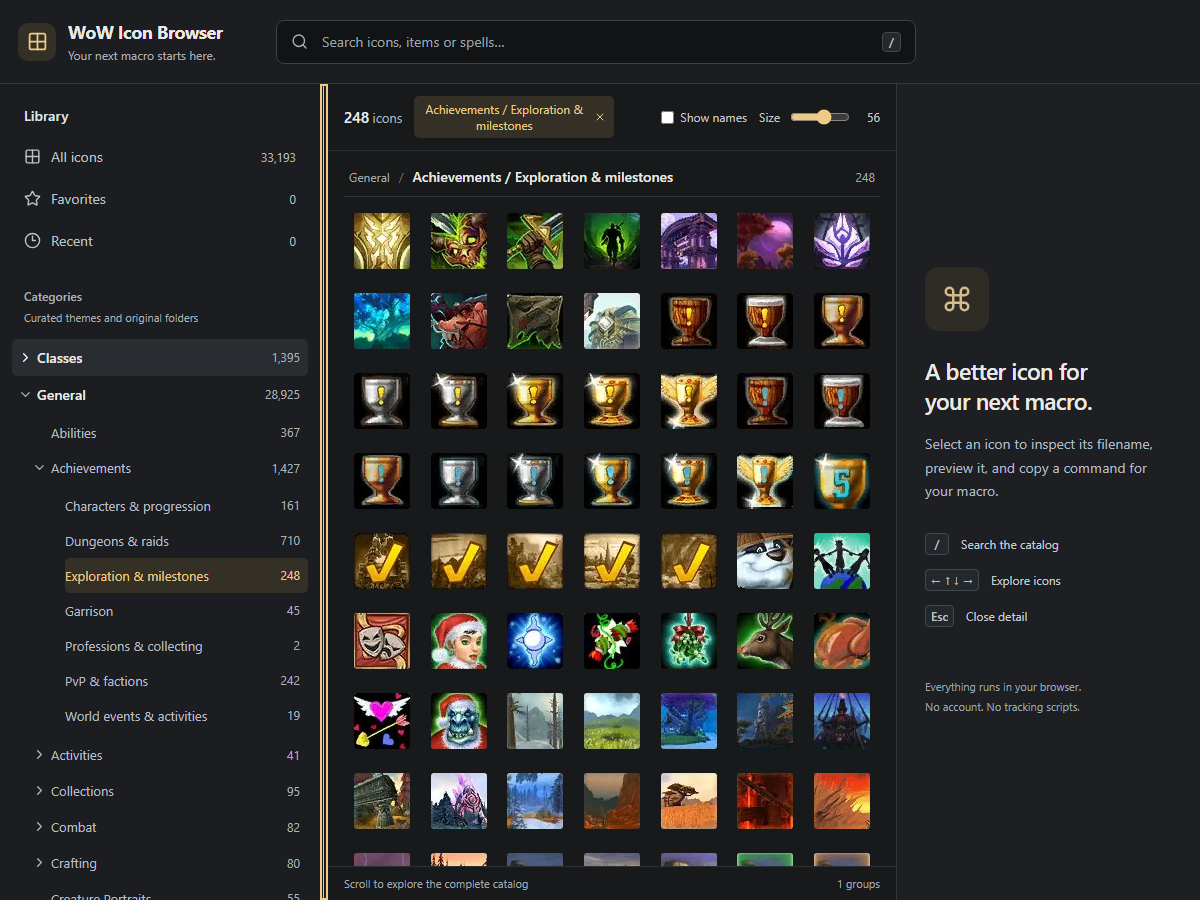 WoW Icon Browser
Your next macro starts here.
Search icons, items or spells...
/
Library
All icons 33,193
Favorites 0
Recent 0
Categories
Curated themes and original folders
Classes 1,395
General 28,925
Abilities 367
Achievements 1,427
Characters & progression 161
Dungeons & raids 710
Exploration & milestones 248
Garrison 45
Professions & collecting 2
PvP & factions 242
World events & activities 19
Activities 41
Collections 95
Combat 82
Crafting 80
Creature Portraits 55
248 icons
Achievements / Exploration &
milestones ×
Show names Size 56
General / Achievements / Exploration & milestones 248
5
Scroll to explore the complete catalog 1 groups
⌘
A better icon for
your next macro.
Select an icon to inspect its filename,
preview it, and copy a command for
your macro.
/ Search the catalog
← ↑ ↓ → Explore icons
Esc Close detail
Everything runs in your browser.
No account. No tracking scripts.